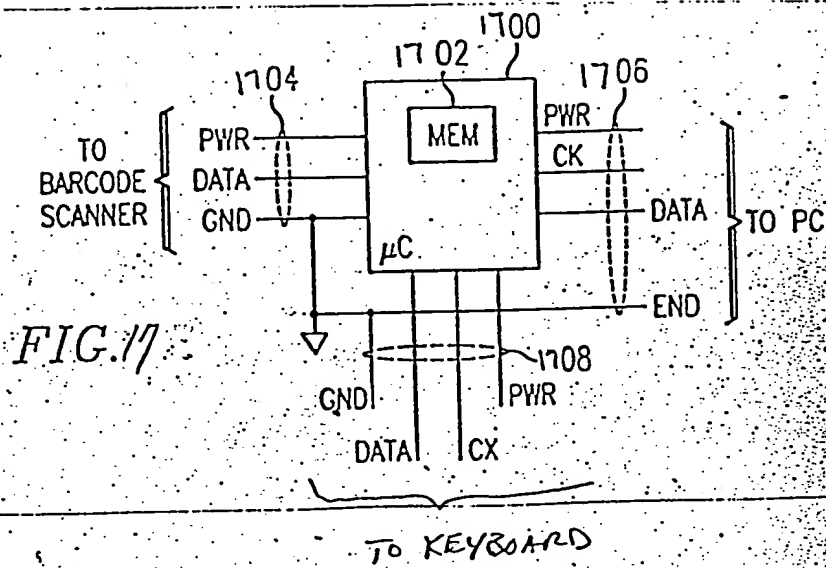 1700
1702
1704
1706
PWR
MEM
PWR
TO
BARCODE
SCANNER
CK
DATA
DATA
TO PC
GND
μC
END
FIG. 17
1708
GND
PWR
DATA
CX
TO KEYBOARD